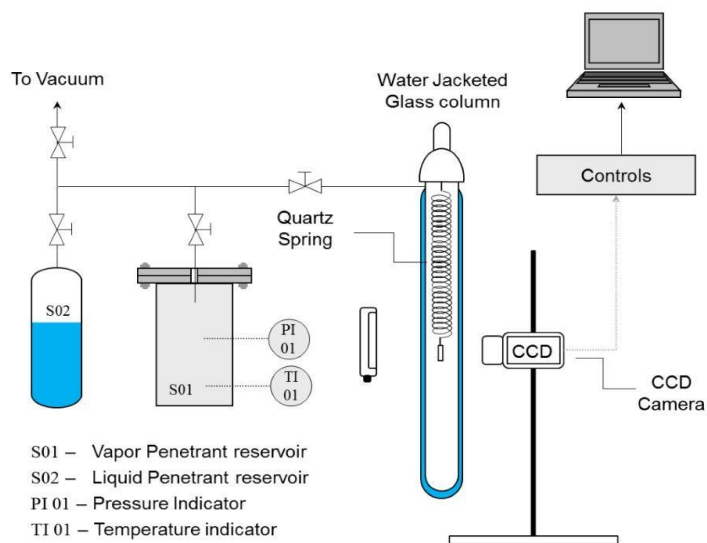 To Vacuum
Water Jacketed
Glass column
Controls
Quartz
Spring
S02
PI
01
CCD
S01
TI
01
CCD
Camera
S01 – Vapor Penetrant reservoir
S02 – Liquid Penetrant reservoir
PI 01 – Pressure Indicator
TI 01 – Temperature indicator